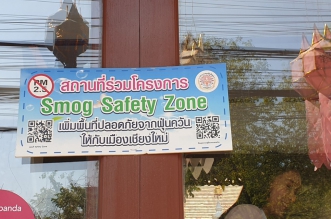 PM 2.5
สถานที่ร่วมโครงการ
Smog Safety Zone
เพิ่มพื้นที่ปลอดภัยจากฝุ่นควัน
ให้กับเมืองเชียงใหม่
panda